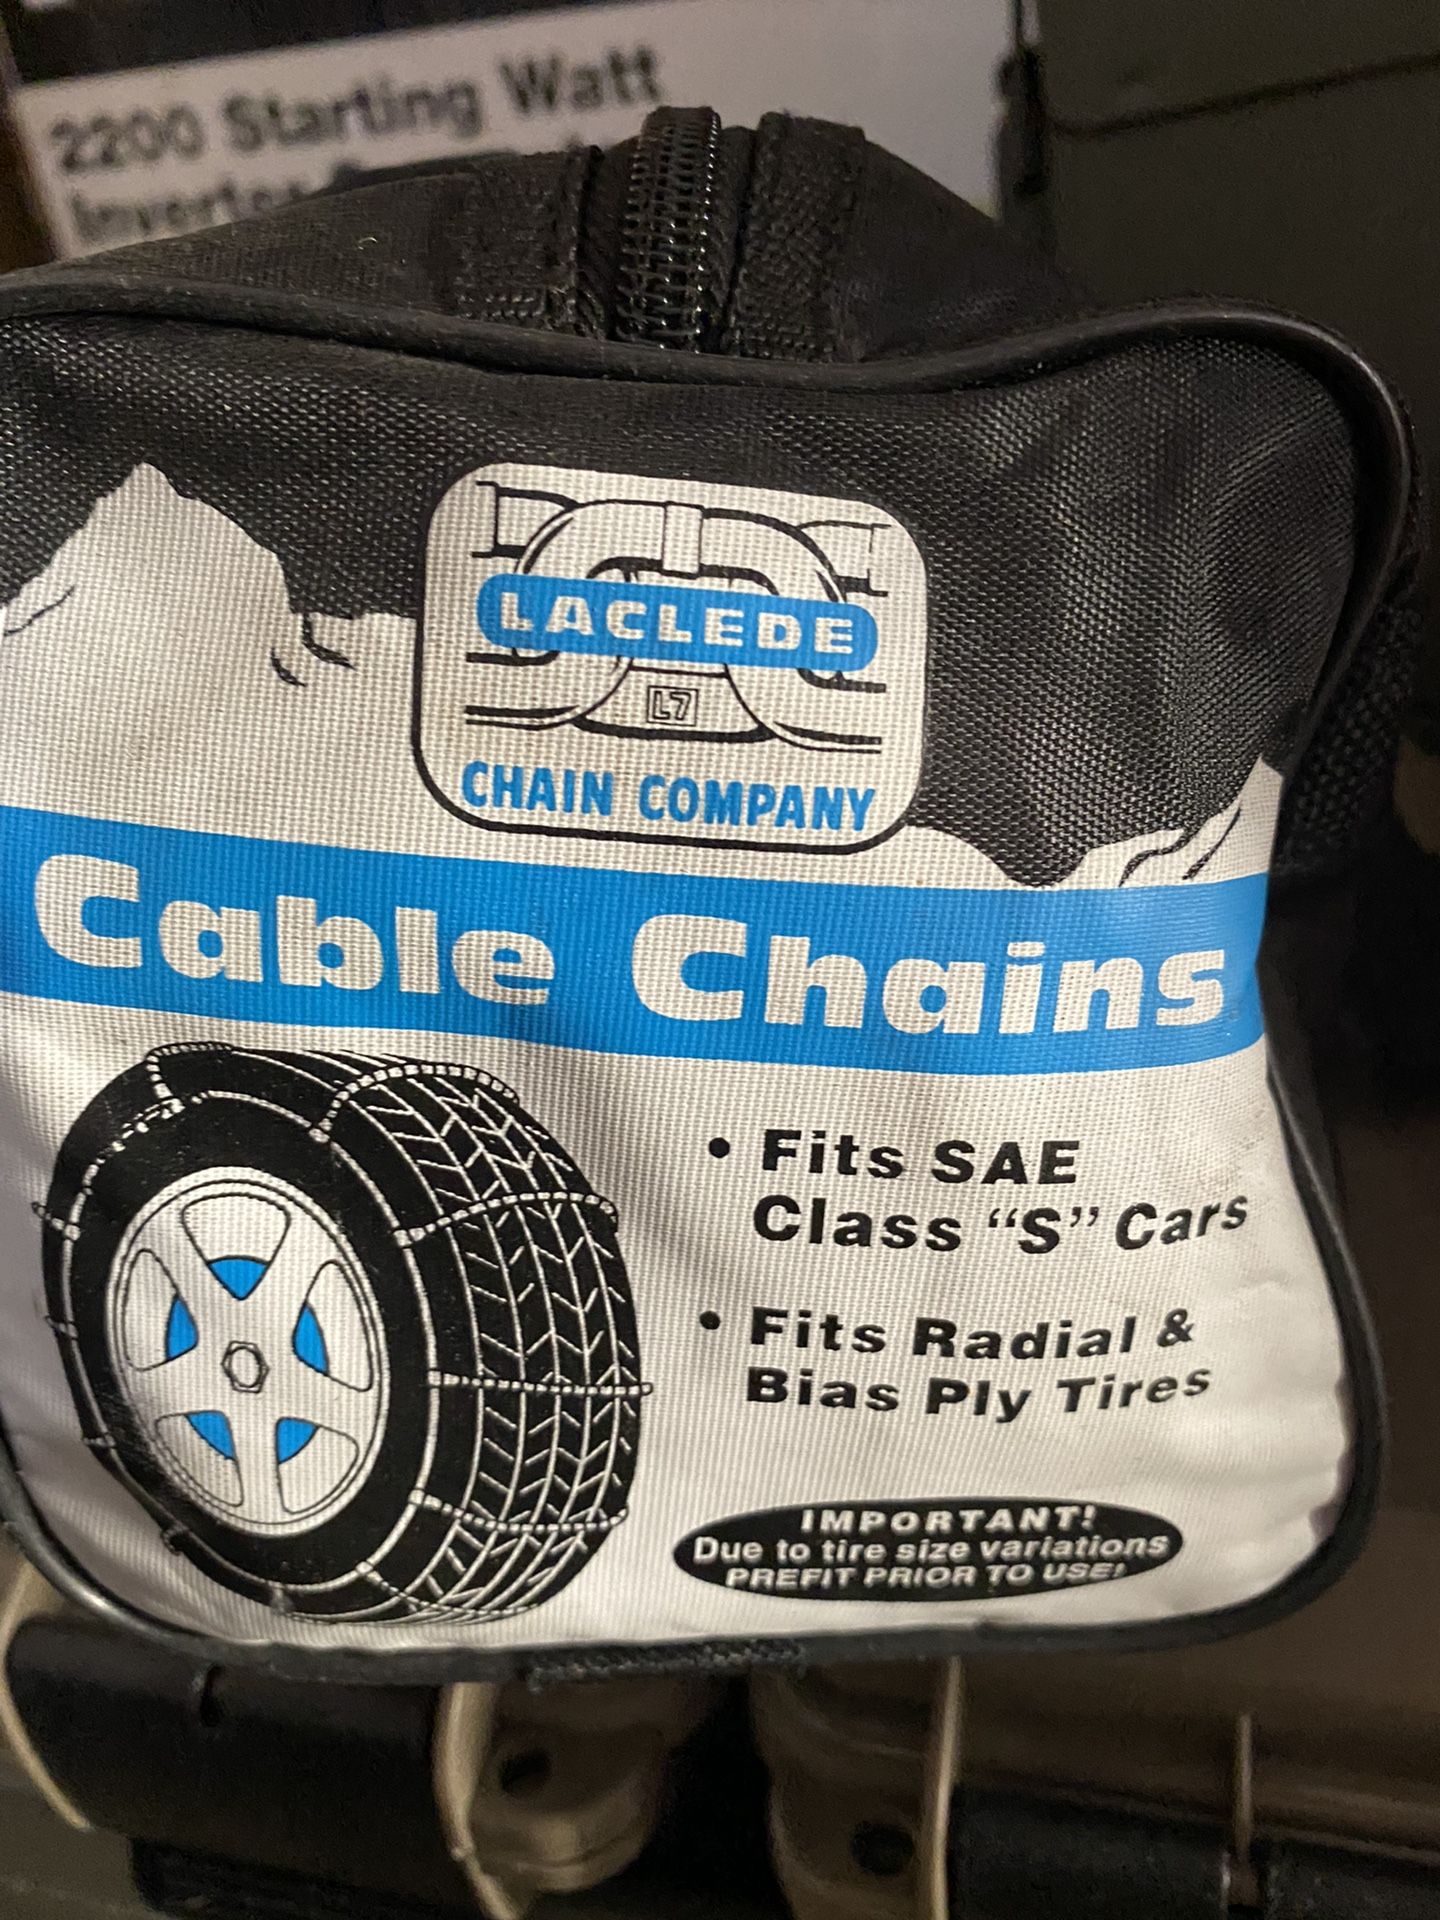 2200 Starting Watt
Inverter
LACLEDE
L7
CHAIN COMPANY
Cable Chains
• Fits SAE
Class “S” Cars
• Fits Radial &
Bias Ply Tires
IMPORTANT!
Due to tire size variations
PREFIT PRIOR TO USE!